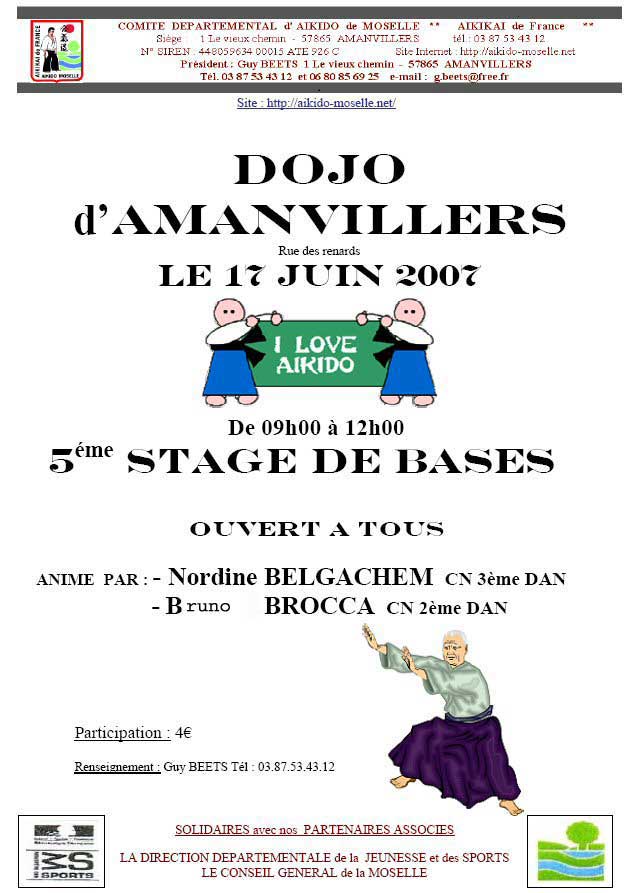 COMITE DEPARTEMENTAL d' AIKIDO DE MOSELLE ** AIKIKAI de France **
Siége: 1 Le vieux chemin - 57865 AMANVILLERS tél : 03 87 53 43 12
N° SIREN : 448059634 00015 ATE 926 C Site Internet : http://aikido-moselle.net
Président : Guy BEETS 1 Le vieux chemin - 57865 AMANVILLERS
Tél. 03 87 53 43 12 et 06 80 85 69 25 e-mail : g.beets@free.fr
AIKIKAI de FRANCE
AIKIDO MOSELLE
Site : http://aikido-moselle.net/
DOJO
d'AMANVILLERS
Rue des renards
LE 17 JUIN 2007
I LOVE
AIKIDO
De 09h00 à 12h00
5éme STAGE DE BASES
OUVERT A TOUS
ANIME PAR : - Nordine BELGACHEM CN 3ème DAN
- Bruno BROCCA CN 2ème DAN
Participation : 4€
Renseignement : Guy BEETS Tél : 03.87.53.43.12
SOLIDAIRES avec nos PARTENAIRES ASSOCIES
LA DIRECTION DEPARTEMENTALE de la JEUNESSE et des SPORTS
LE CONSEIL GENERAL de la MOSELLE
SPORTS